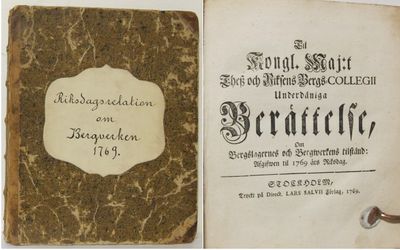 Riksdagsrelation
om
Bergverken
1769.
Til
Kongl. Maj:t
Theß och Riksens Bergs-COLLEGII
Underdåniga
Berättelse,
Om
Bergslagernes och Bergwerkens tilstånd:
Afgifwen til 1769 års Riksdag.
STOCKHOLM,
Tryckt på Direct. LARS SALVII Förlag, 1769.